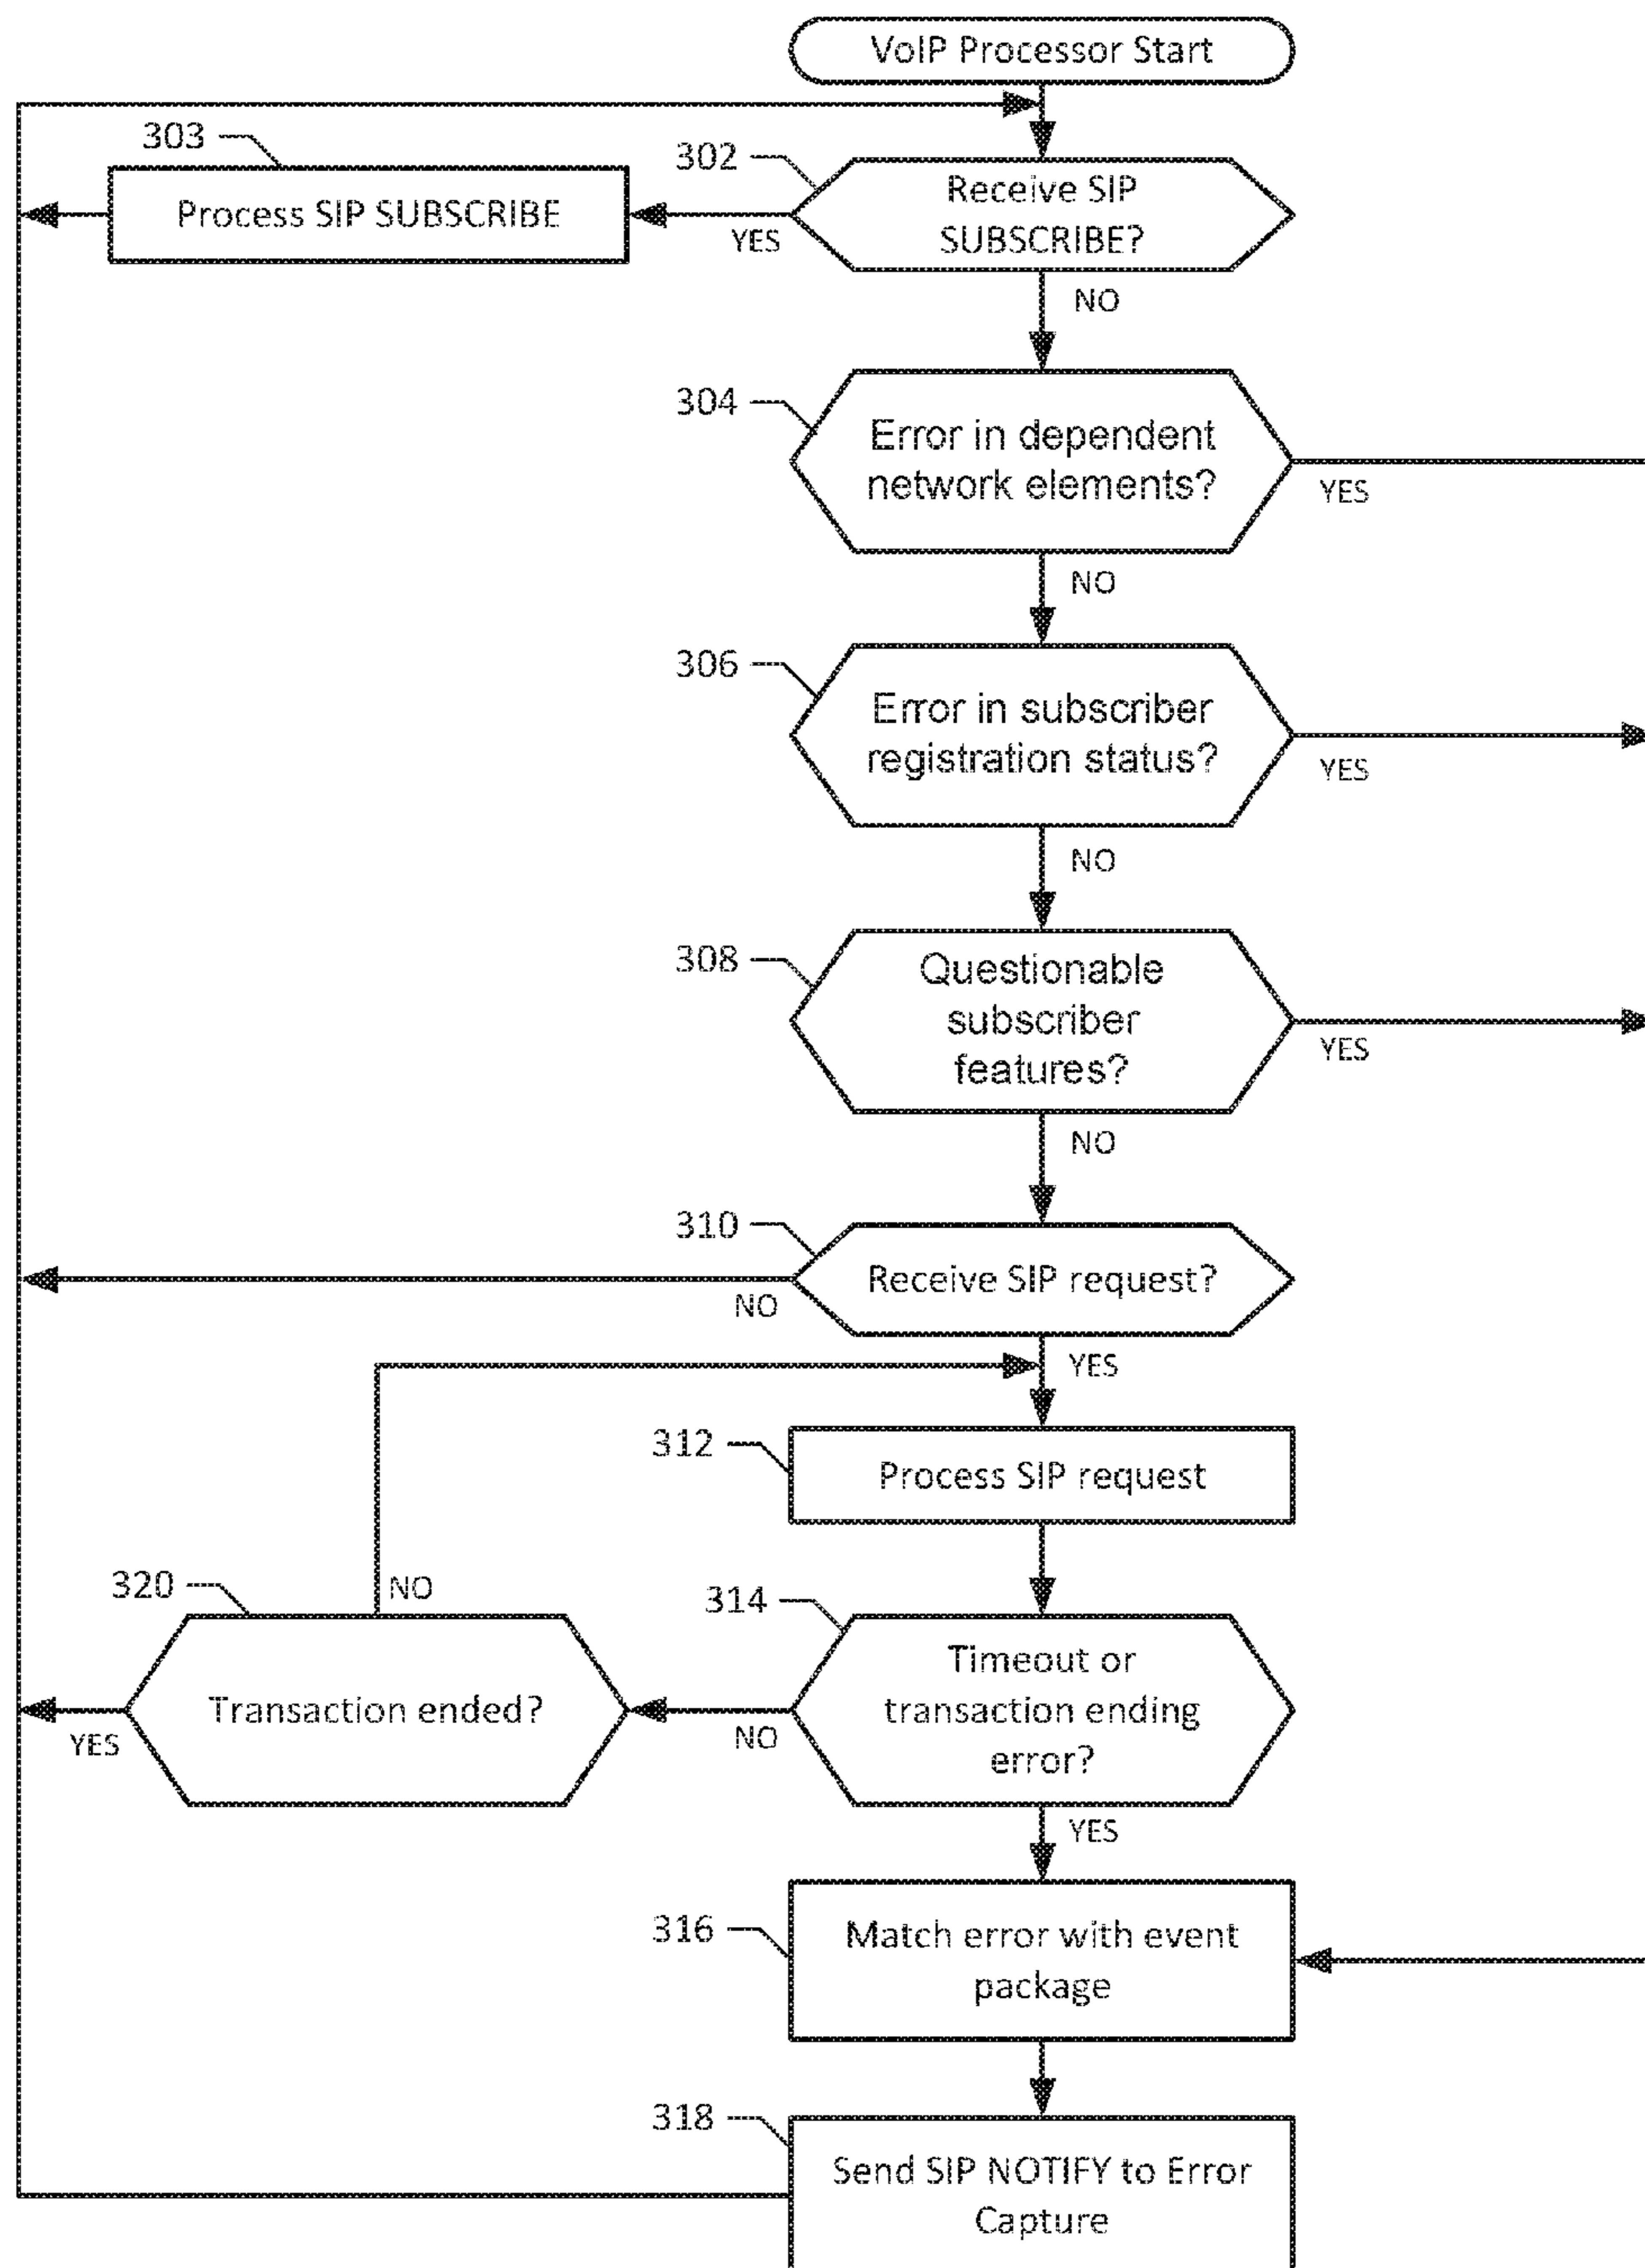 VoIP Processor Start
303
Process SIP SUBSCRIBE
302
Receive SIP
SUBSCRIBE?
YES
NO
304
Error in dependent
network elements?
YES
NO
306
Error in subscriber
registration status?
YES
NO
308
Questionable
subscriber
features?
YES
NO
310
Receive SIP request?
NO
YES
312
Process SIP request
320
NO
Transaction ended?
YES
314
Timeout or
transaction ending
error?
NO
YES
316
Match error with event
package
318
Send SIP NOTIFY to Error
Capture